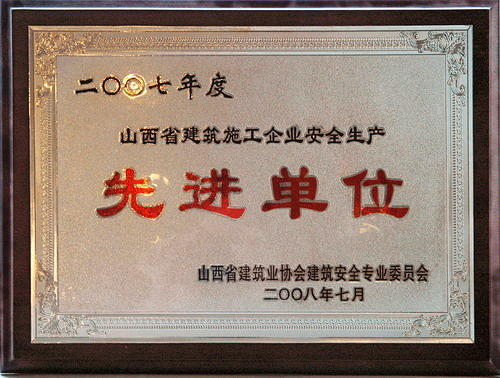 二〇〇七年度
山西省建筑施工企业安全生产
先进单位
山西省建筑业协会建筑安全专业委员会
二〇〇八年七月